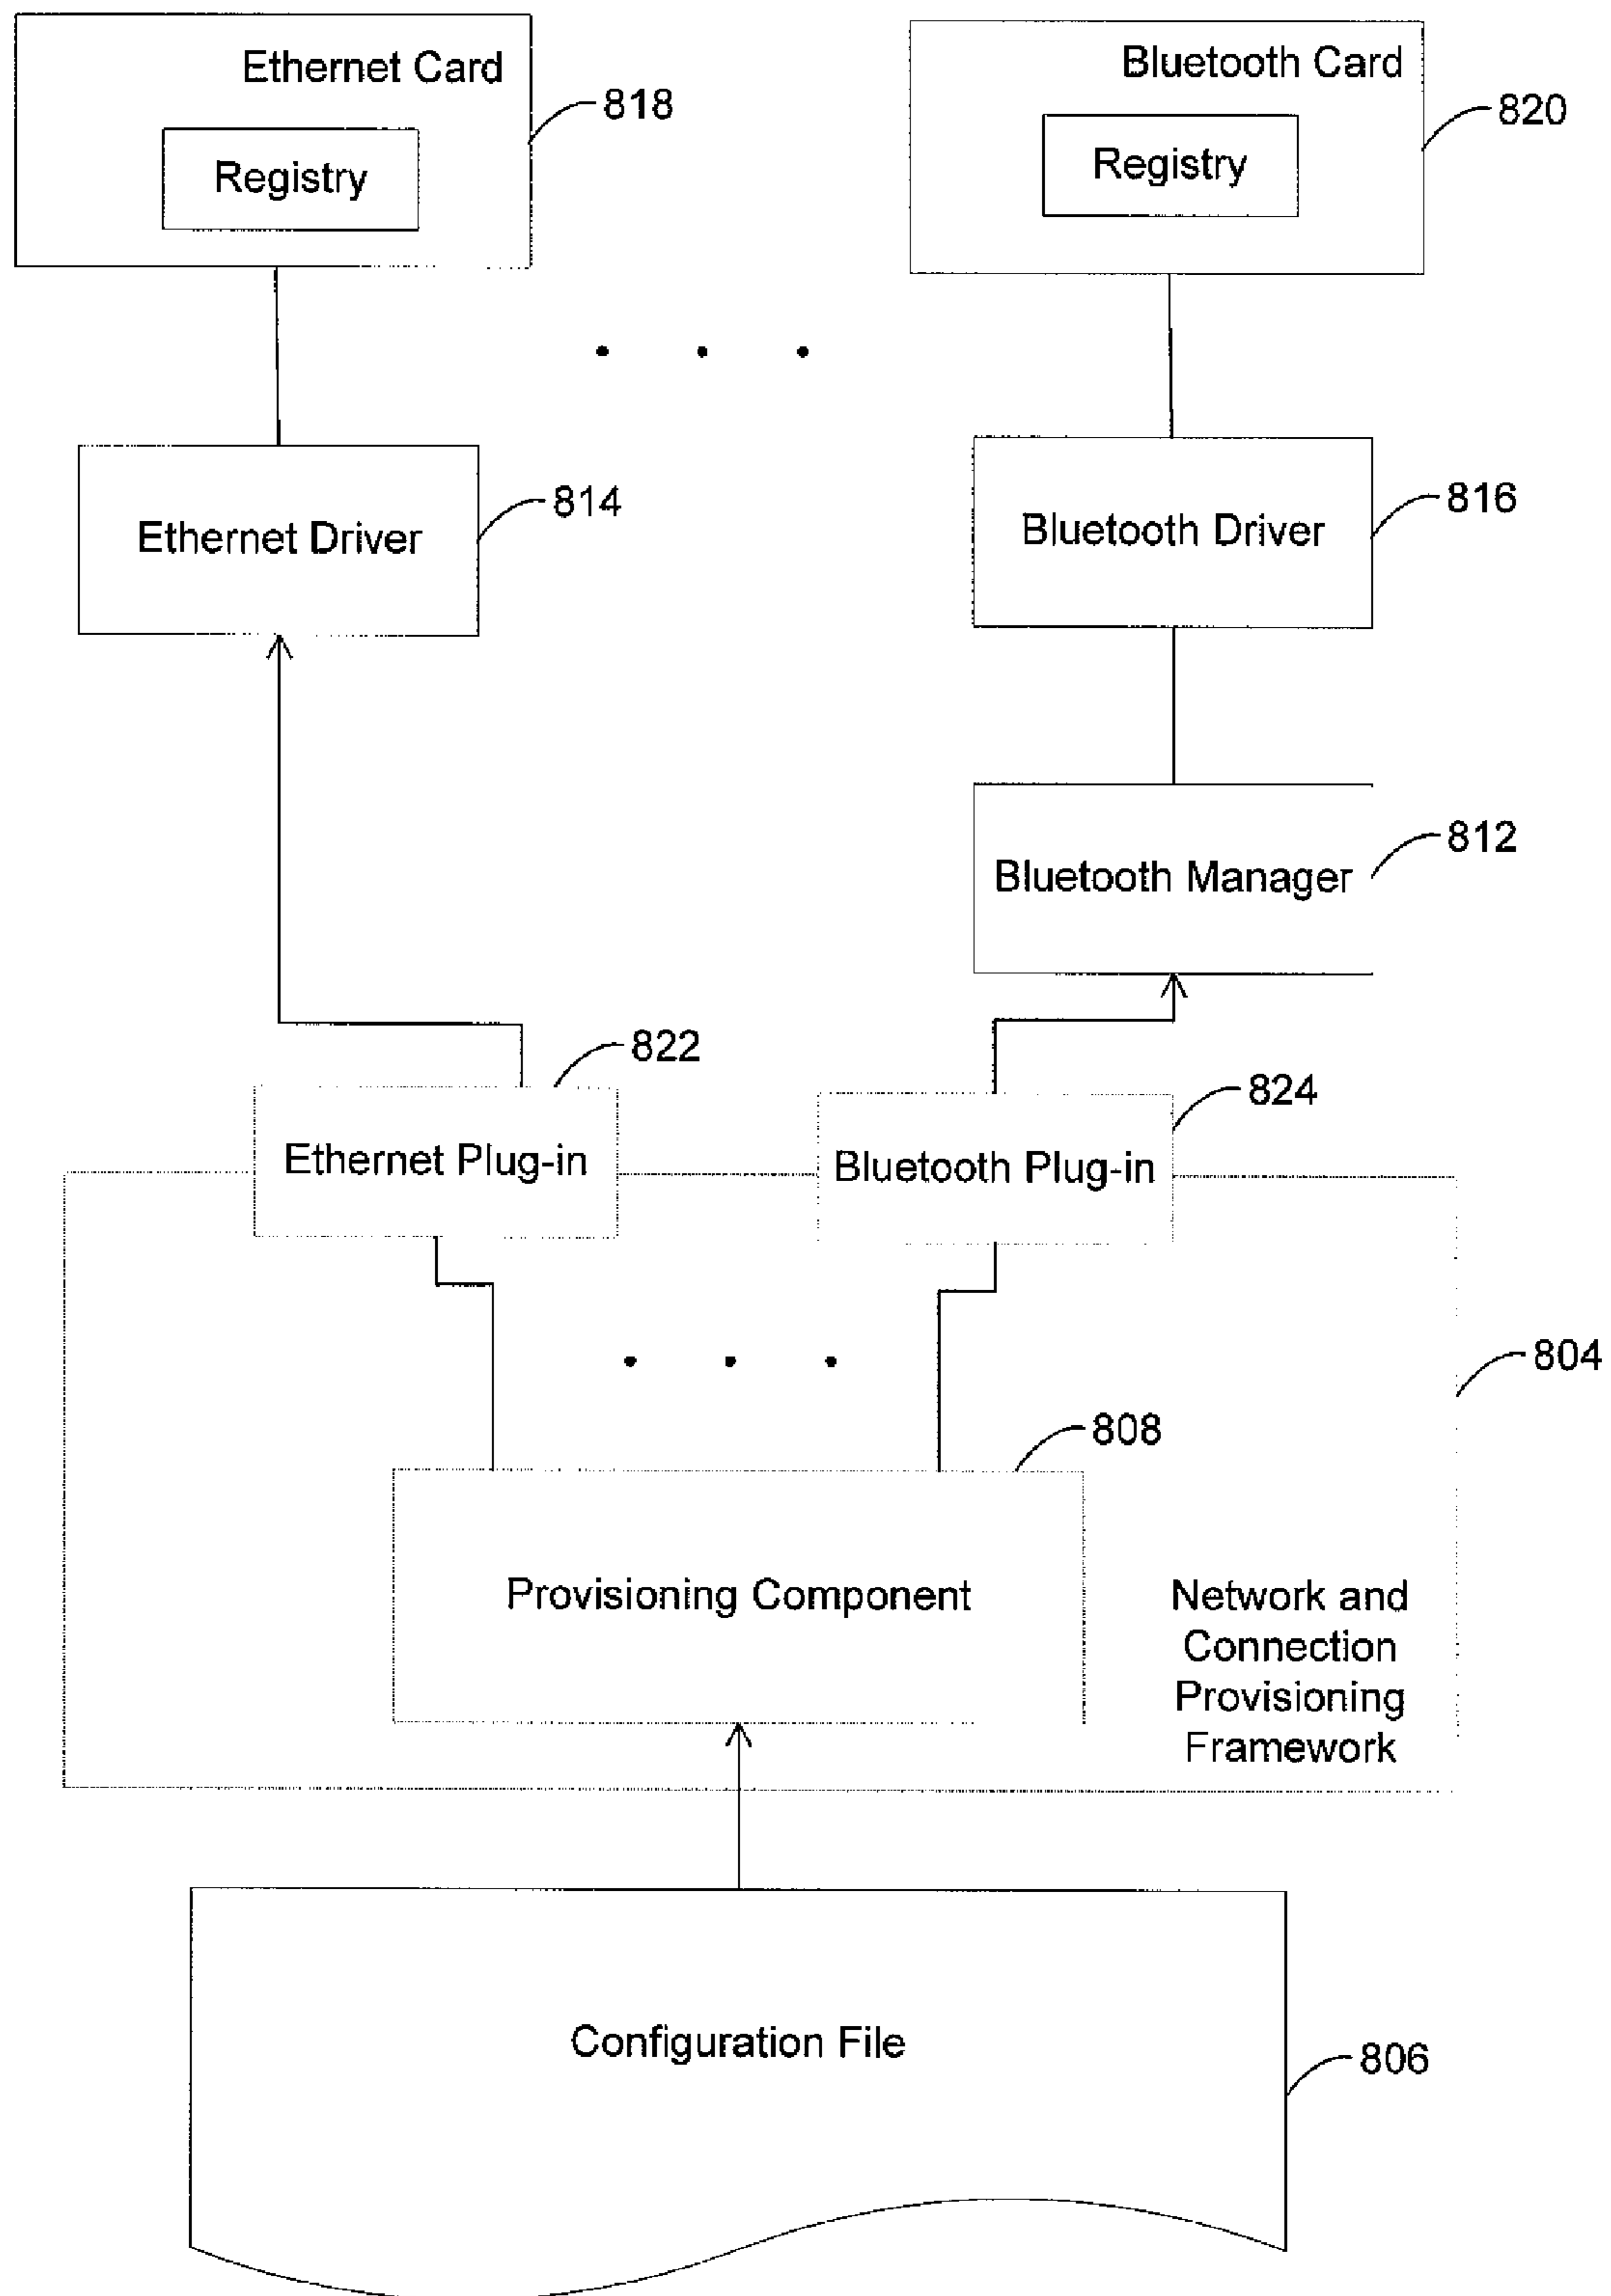 Ethernet Card
818
Registry
Bluetooth Card
820
Registry
Ethernet Driver
814
Bluetooth Driver
816
Bluetooth Manager
812
822
Ethernet Plug-in
824
Bluetooth Plug-in
804
808
Provisioning Component
Network and
Connection
Provisioning
Framework
Configuration File
806